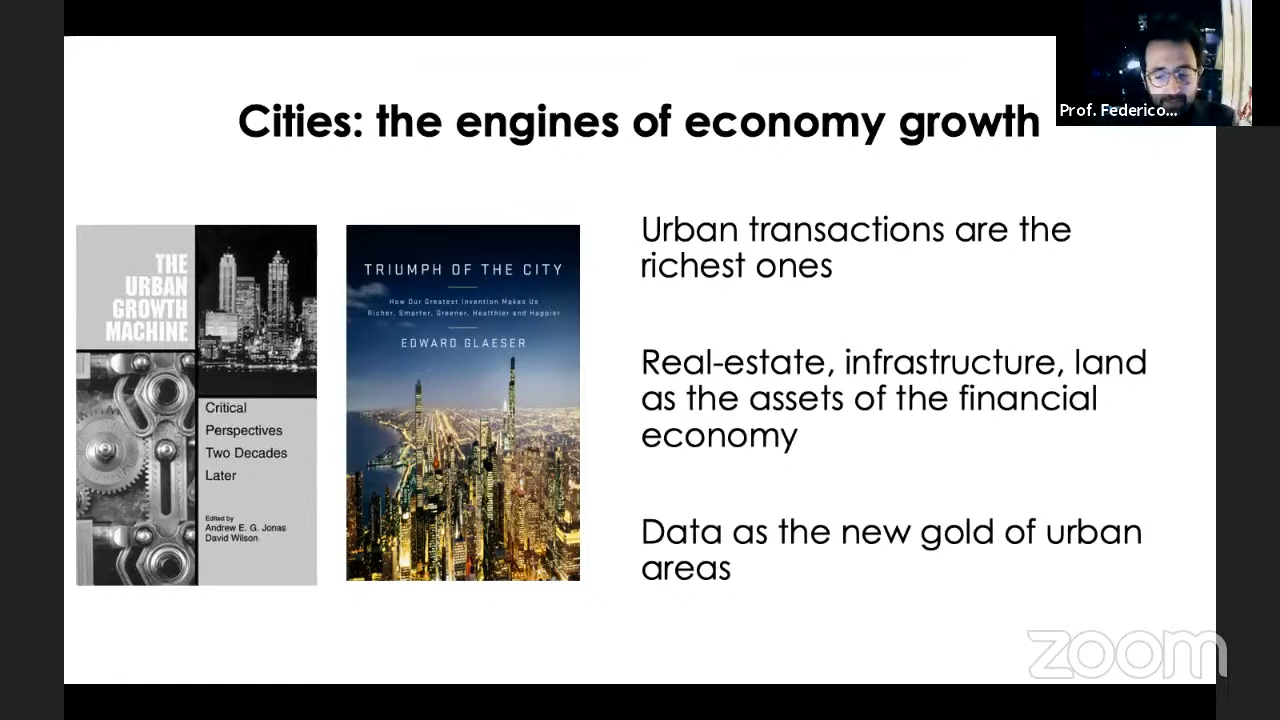 Prof. Federico...
Cities: the engines of economy growth
THE
URBAN
GROWTH
MACHINE
Critical
Perspectives
Two Decades
Later
Edited by
Andrew E. G. Jonas
David Wilson
TRIUMPH OF THE CITY
How Our Greatest Invention Makes Us
Richer, Smarter, Greener, Healthier and Happier
EDWARD GLAESER
Urban transactions are the
richest ones
Real-estate, infrastructure, land
as the assets of the financial
economy
Data as the new gold of urban
areas
zoom